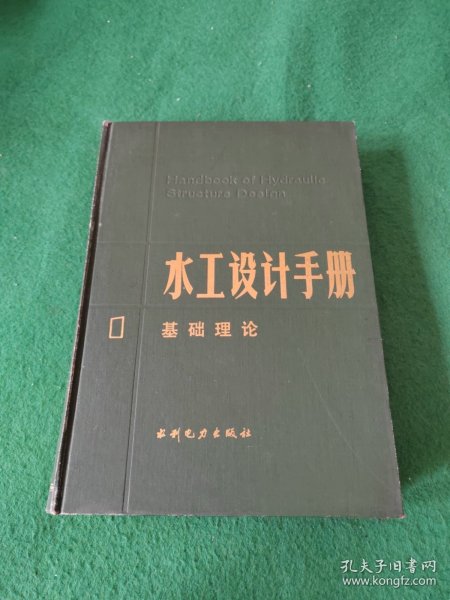 Handbook of Hydraulic
Structure Design
水工设计手册
1
基础理论
水利电力出版社
孔夫子旧书网
www.kongfz.com